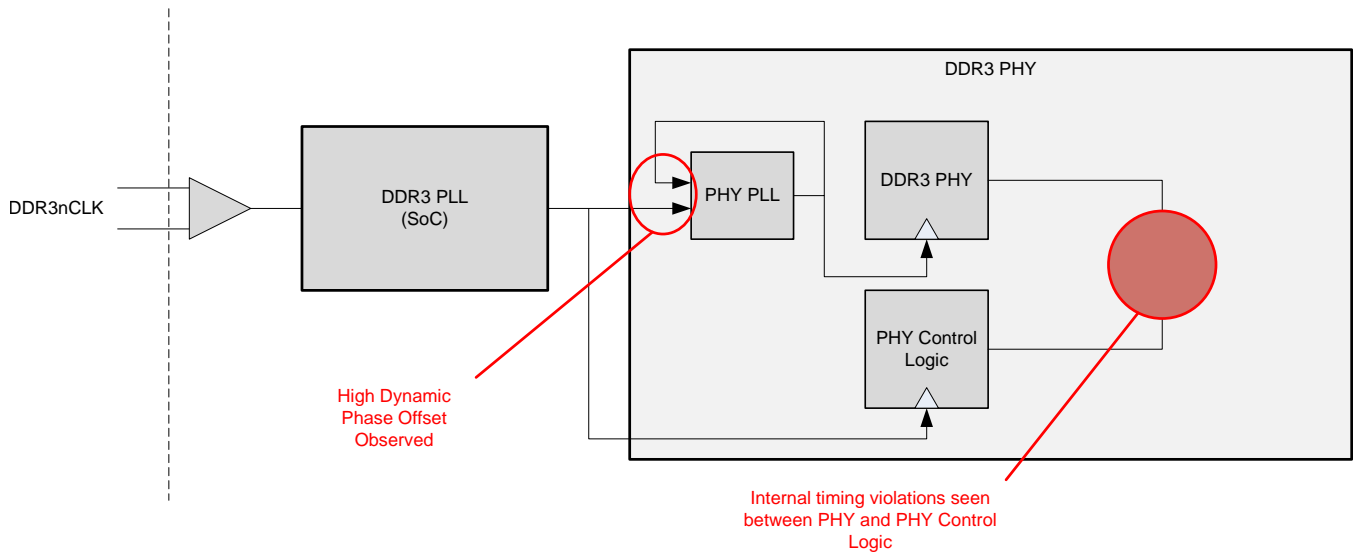 DDR3 PHY
DDR3nCLK
DDR3 PLL
(SoC)
PHY PLL
DDR3 PHY
PHY Control
Logic
High Dynamic
Phase Offset
Observed
Internal timing violations seen
between PHY and PHY Control
Logic